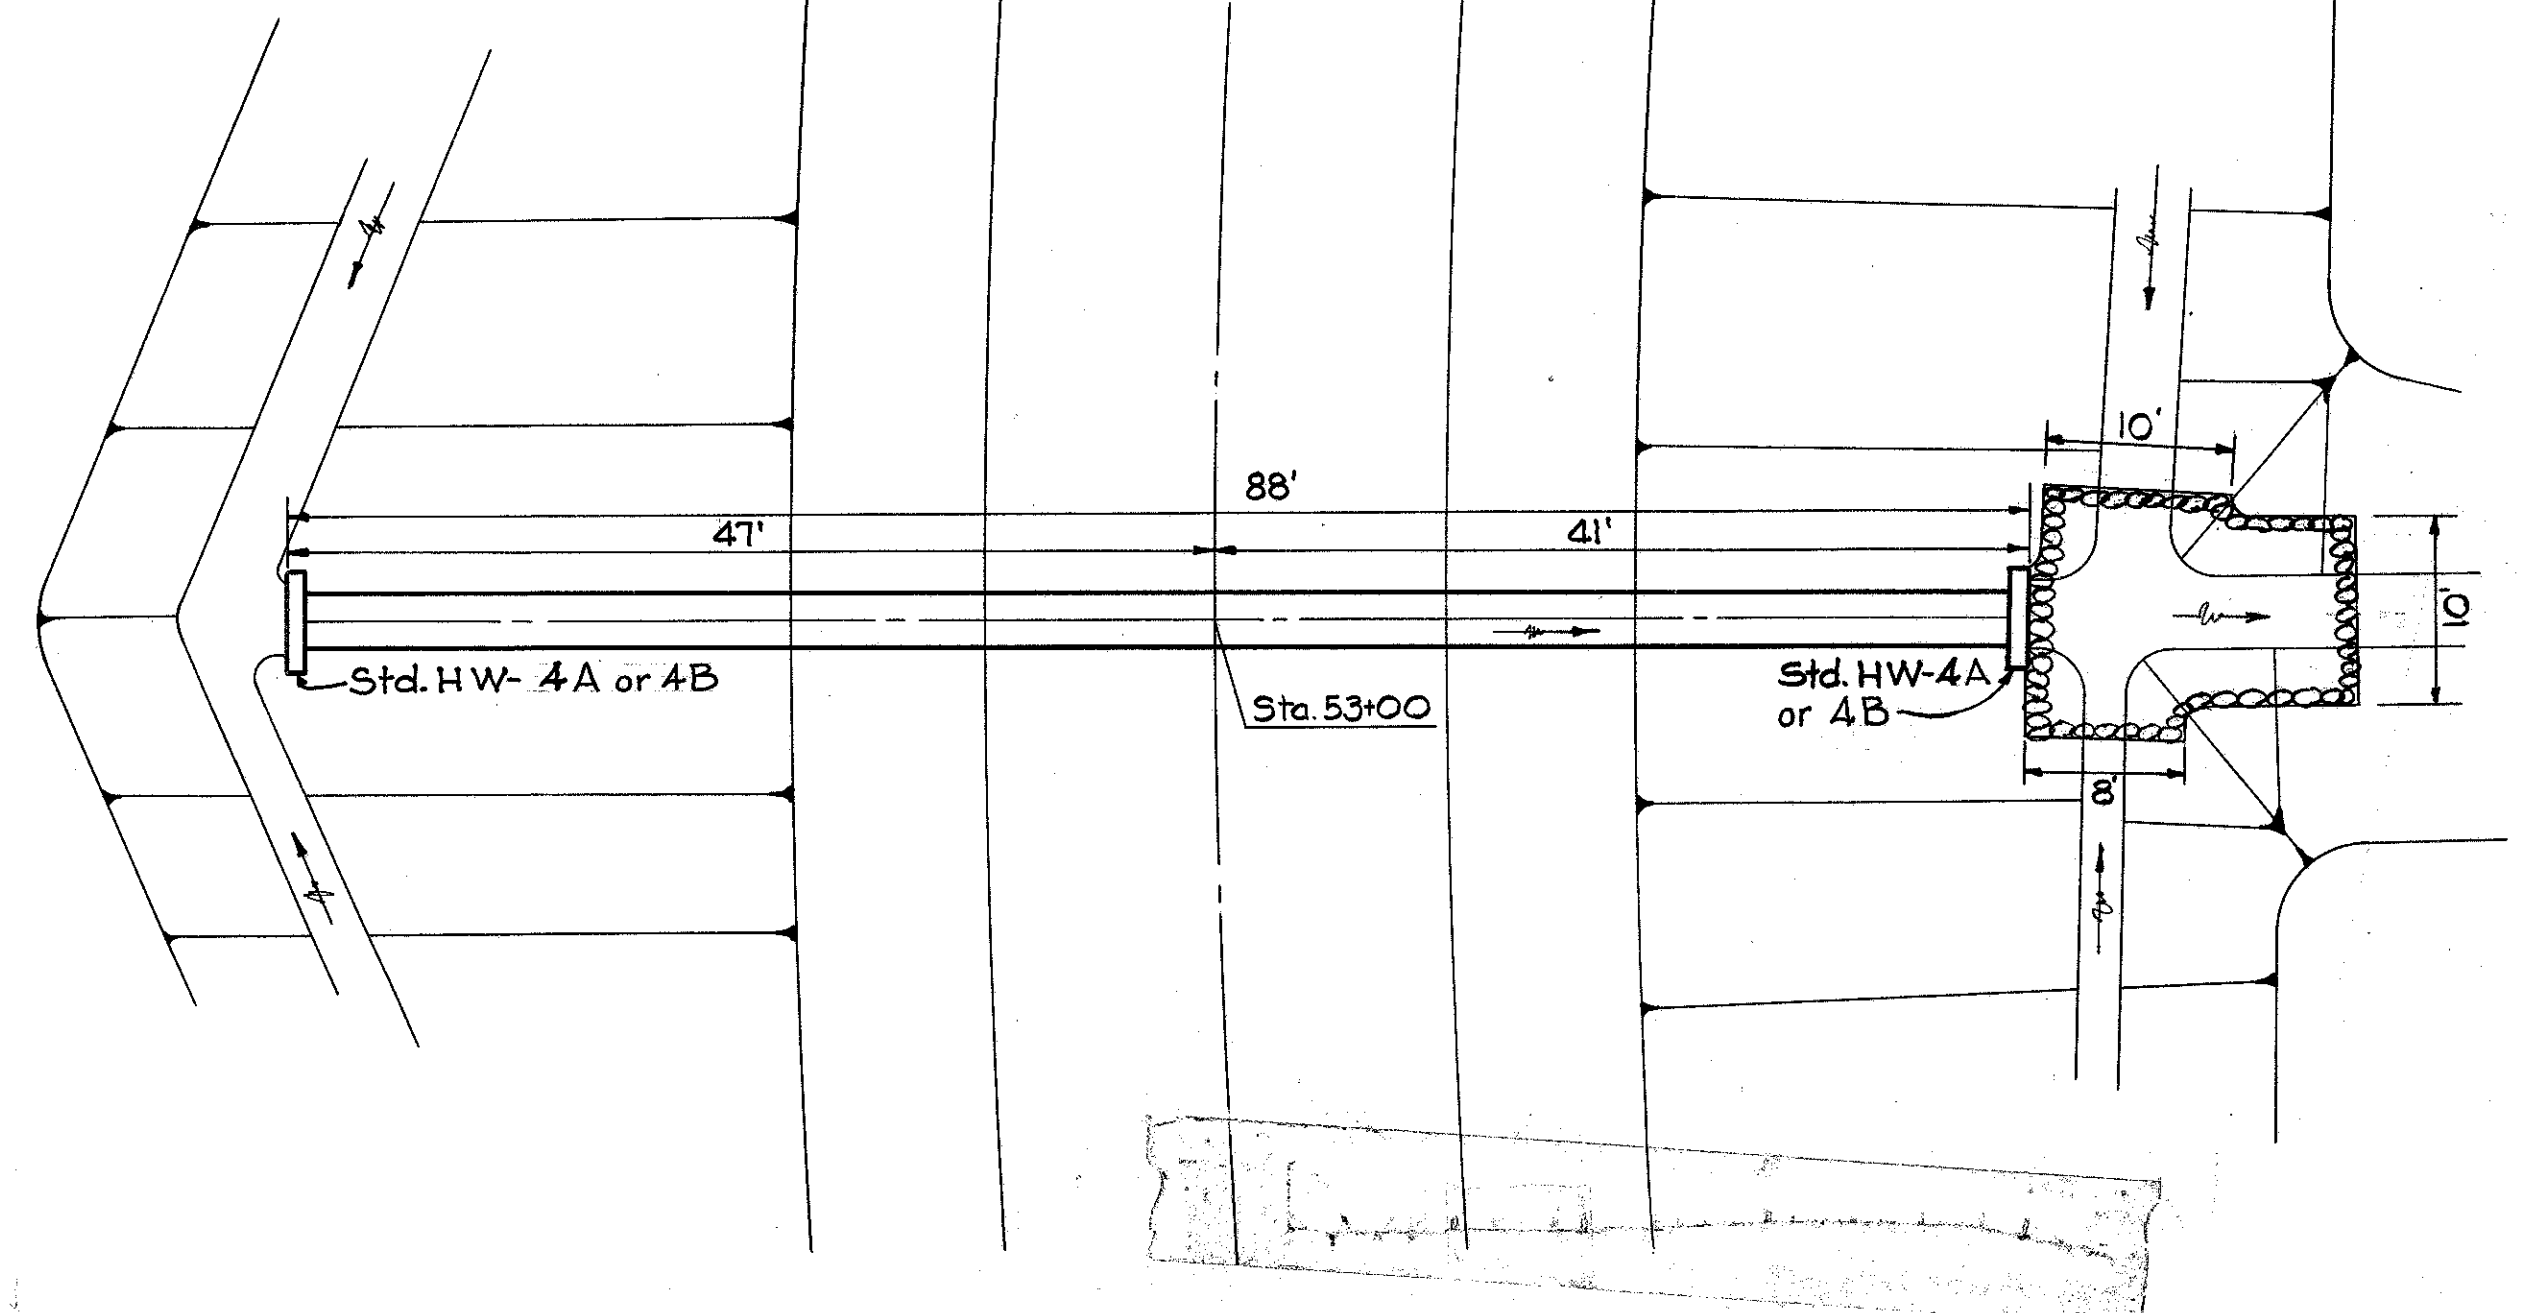 10'
88'
47'
41'
10'
Std. HW- 4A or 4B
Std. HW-4A
or 4B
Sta. 53+00
8'